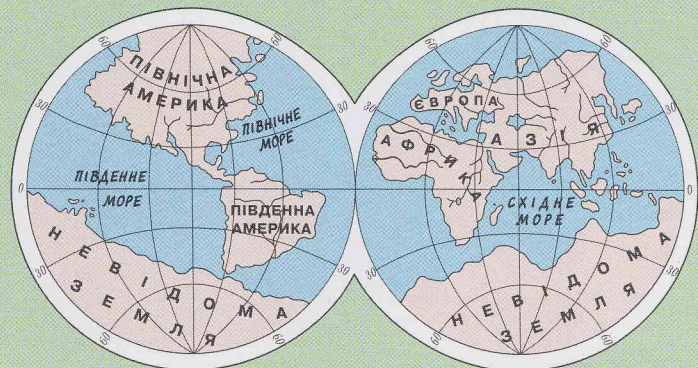 60
60
ПІВНІЧНА
АМЕРИКА
30
30
ПІВНІЧНЕ
МОРЕ
ПІВДЕННЕ
МОРЕ
0
ПІВДЕННА
АМЕРИКА
НЕВІДОМА
ЗЕМЛЯ
30
30
60
60
60
60
ЄВРОПА
АЗІЯ
АФРИКА
30
30
СХІДНЕ
МОРЕ
0
НЕВІДОМА
ЗЕМЛЯ
30
30
60
60